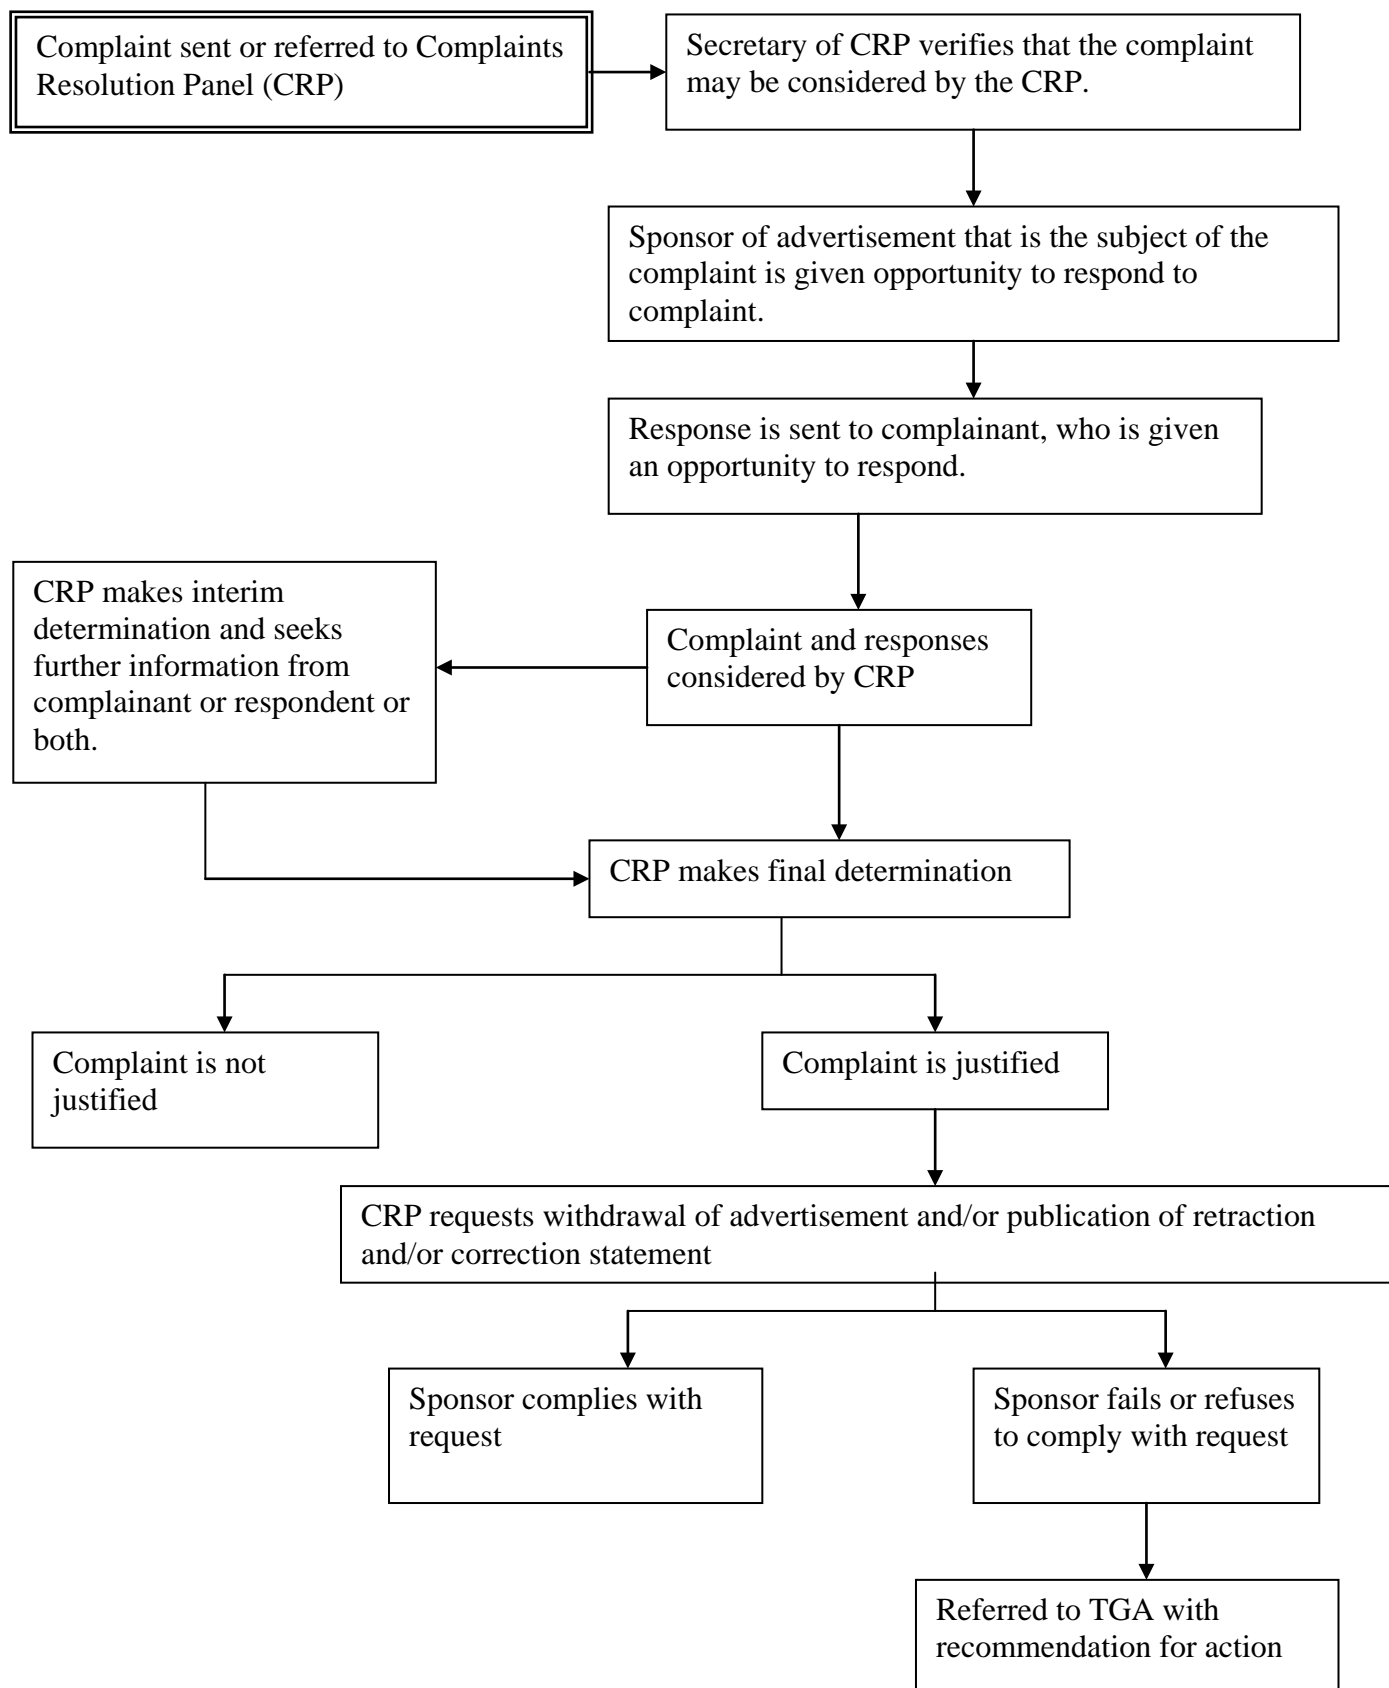 Complaint sent or referred to Complaints
Resolution Panel (CRP)
Secretary of CRP verifies that the complaint
may be considered by the CRP.
Sponsor of advertisement that is the subject of the
complaint is given opportunity to respond to
complaint.
Response is sent to complainant, who is given
an opportunity to respond.
CRP makes interim
determination and seeks
further information from
complainant or respondent or
both.
Complaint and responses
considered by CRP
CRP makes final determination
Complaint is not
justified
Complaint is justified
CRP requests withdrawal of advertisement and/or publication of retraction
and/or correction statement
Sponsor complies with
request
Sponsor fails or refuses
to comply with request
Referred to TGA with
recommendation for action